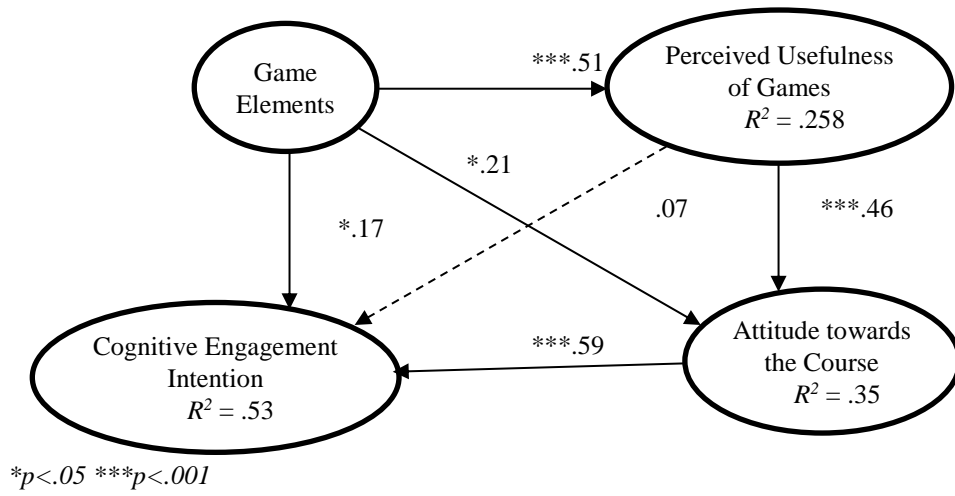 Game
Elements
***.51
Perceived Usefulness
of Games
R² = .258
*.21
*.17
.07
***.46
Cognitive Engagement
Intention
R² = .53
***.59
Attitude towards
the Course
R² = .35
*p<.05 ***p<.001